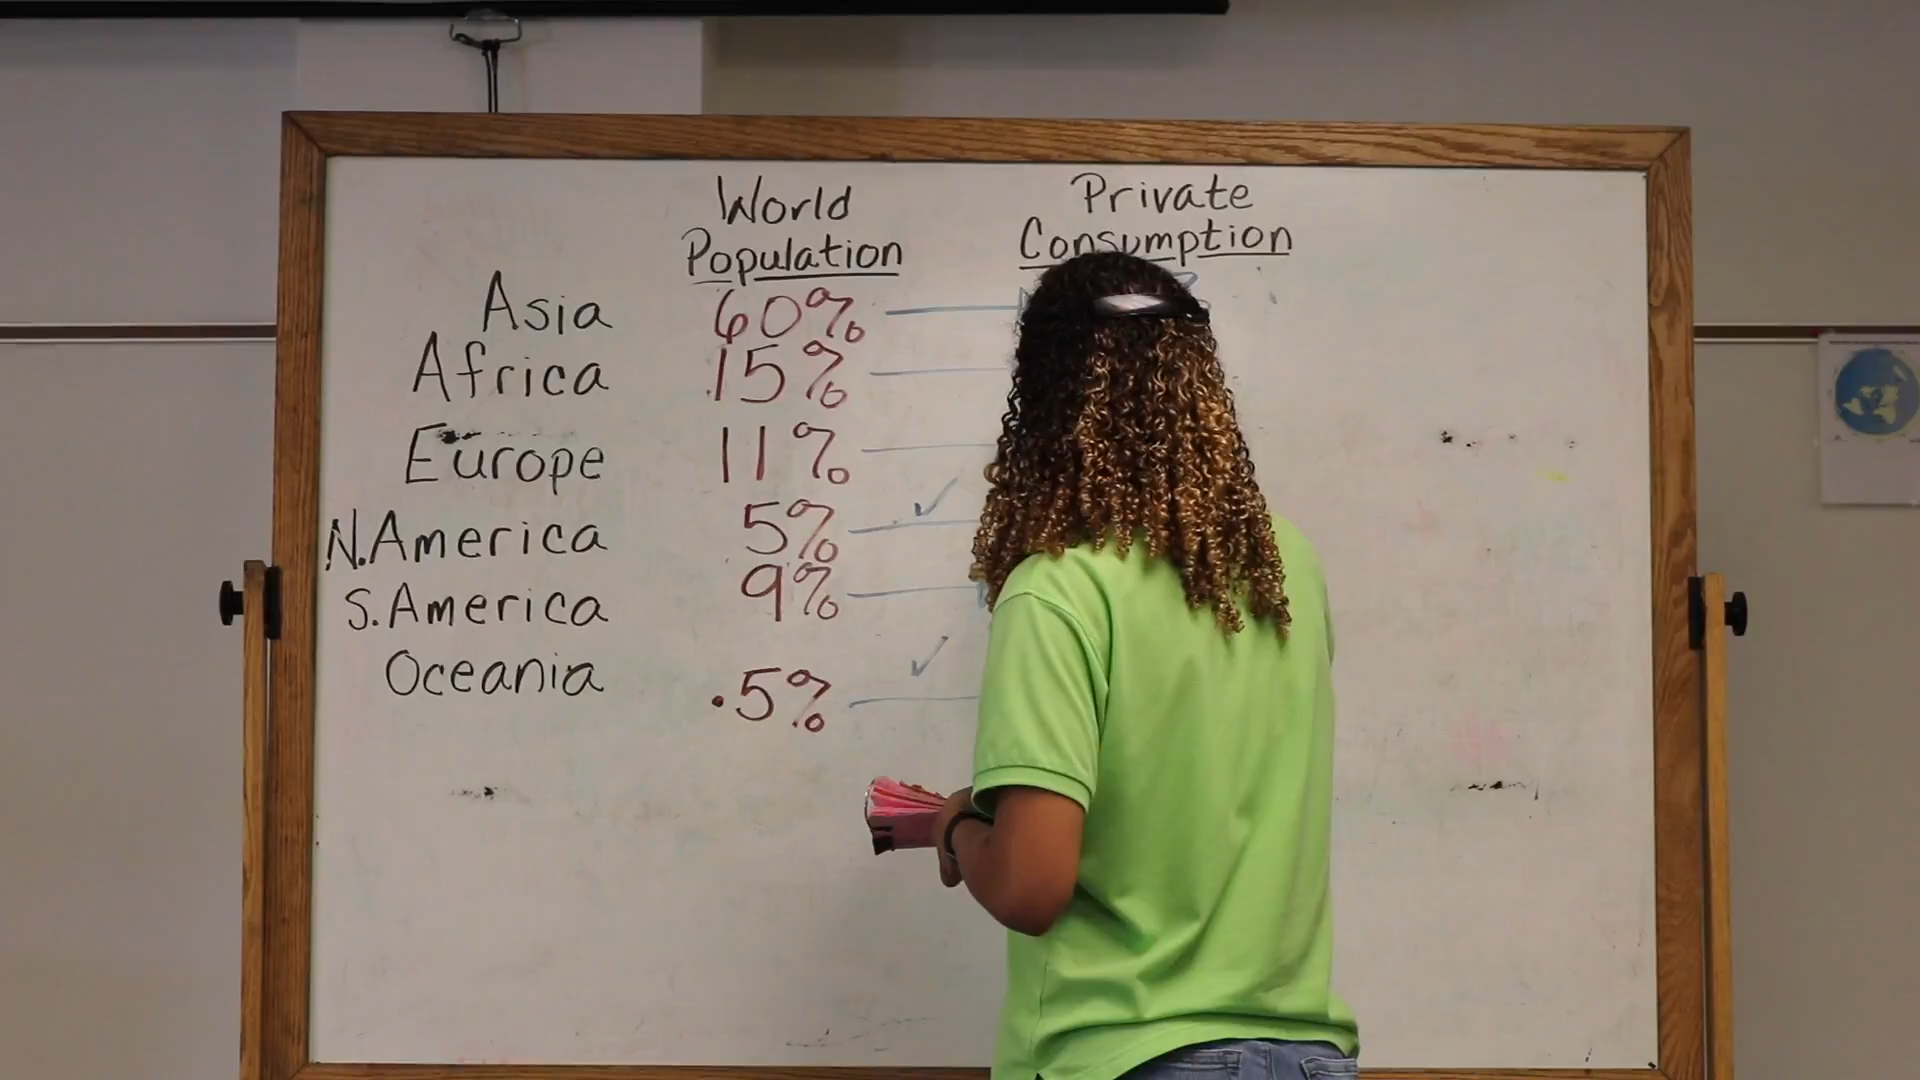 World Population
Private Consumption
Asia 60%
Africa 15%
Europe 11%
N.America 5%
S.America 9%
Oceania .5%